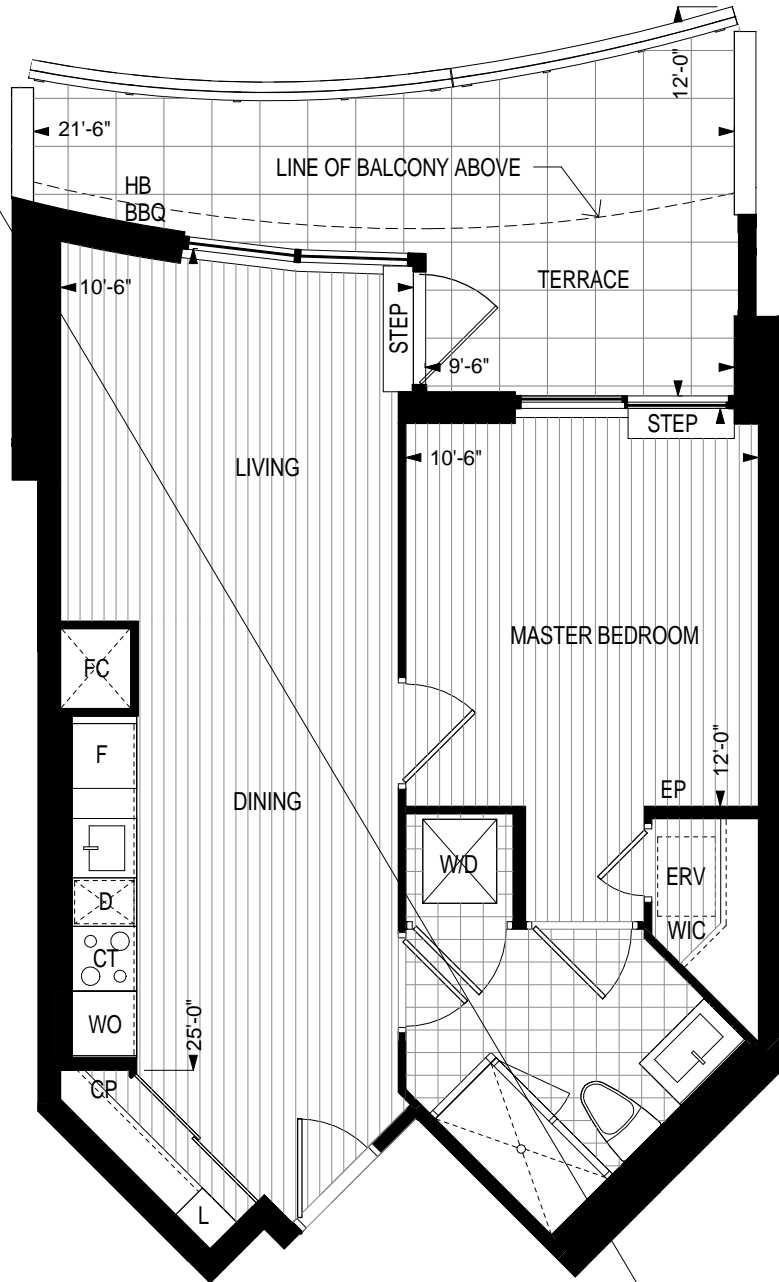 12'-0"
21'-6"
LINE OF BALCONY ABOVE
HB
BBQ
TERRACE
10'-6"
STEP
9'-6"
STEP
LIVING
10'-6"
MASTER BEDROOM
FC
F
12'-0"
EP
DINING
W/D
ERV
D
WIC
CT
WO
25'-0"
CP
L